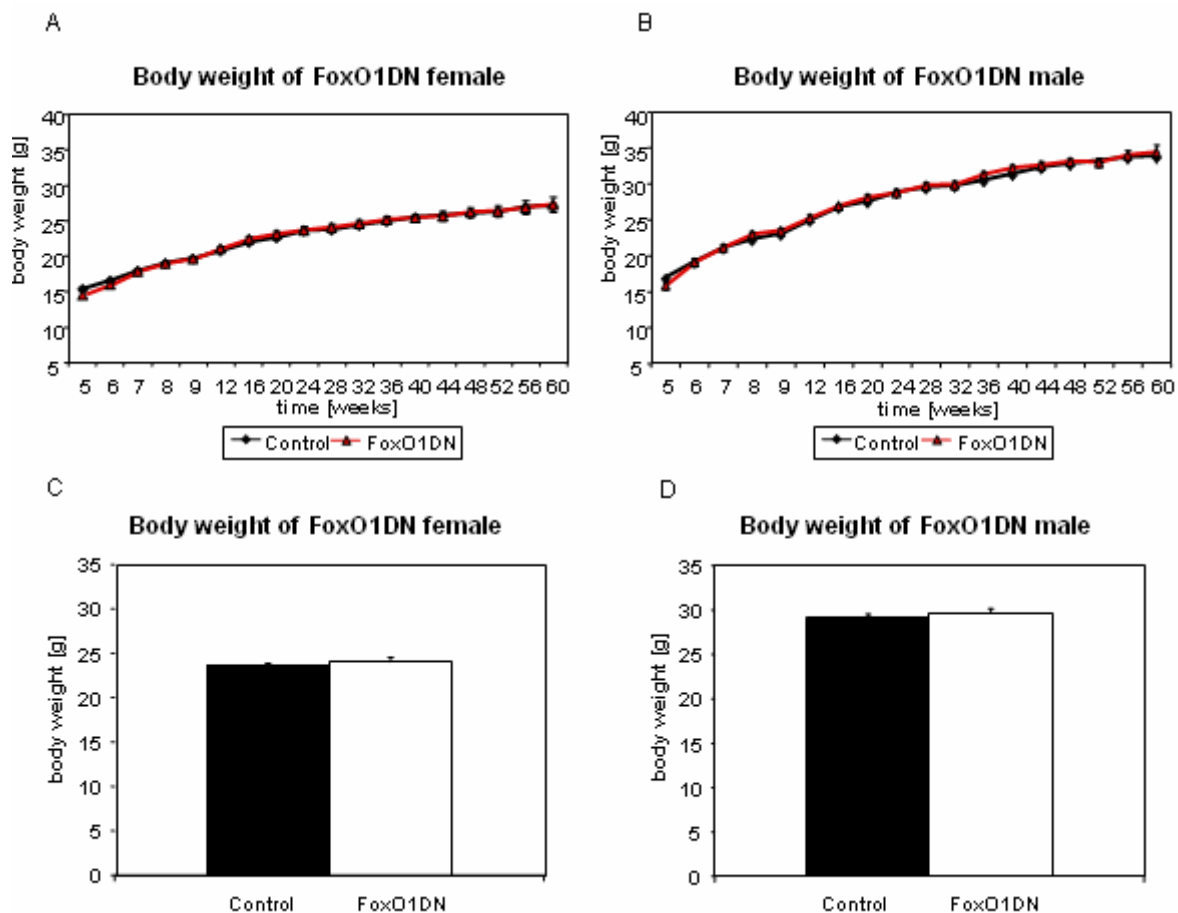 A
Body weight of FoxO1DN female
40
35
30
25
20
15
10
5
body weight [g]
5 6 7 8 9 12 16 20 24 28 32 36 40 44 48 52 56 60
time [weeks]
Control FoxO1DN
B
Body weight of FoxO1DN male
40
35
30
25
20
15
10
5
body weight [g]
5 6 7 8 9 12 16 20 24 28 32 36 40 44 48 52 56 60
time [weeks]
Control FoxO1DN
C
Body weight of FoxO1DN female
35
30
25
20
15
10
5
0
body weight [g]
Control FoxO1DN
D
Body weight of FoxO1DN male
35
30
25
20
15
10
5
0
body weight [g]
Control FoxO1DN